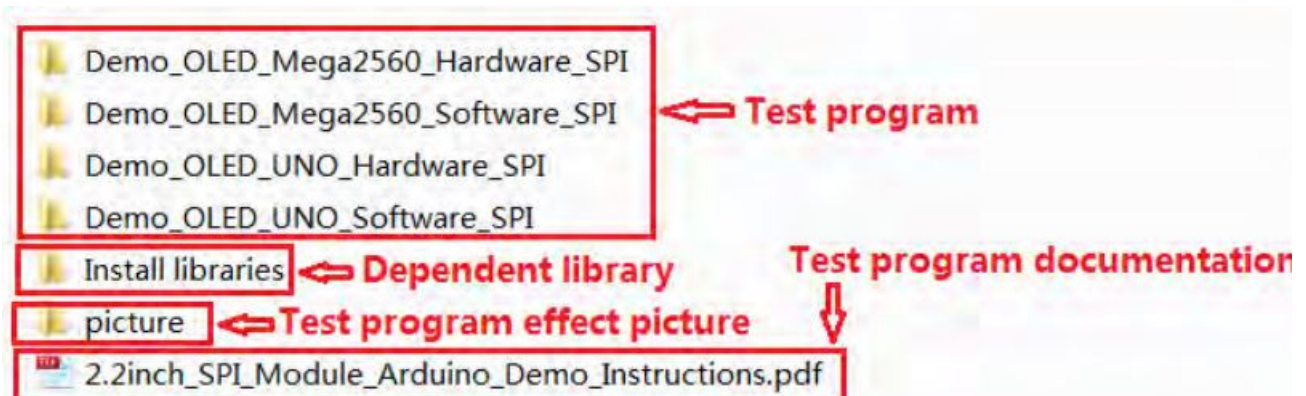 Demo_OLED_Mega2560_Hardware_SPI
Demo_OLED_Mega2560_Software_SPI
Test program
Demo_OLED_UNO_Hardware_SPI
Demo_OLED_UNO_Software_SPI
Install libraries
Dependent library
Test program documentation
picture
Test program effect picture
2.2inch_SPI_Module_Arduino_Demo_Instructions.pdf